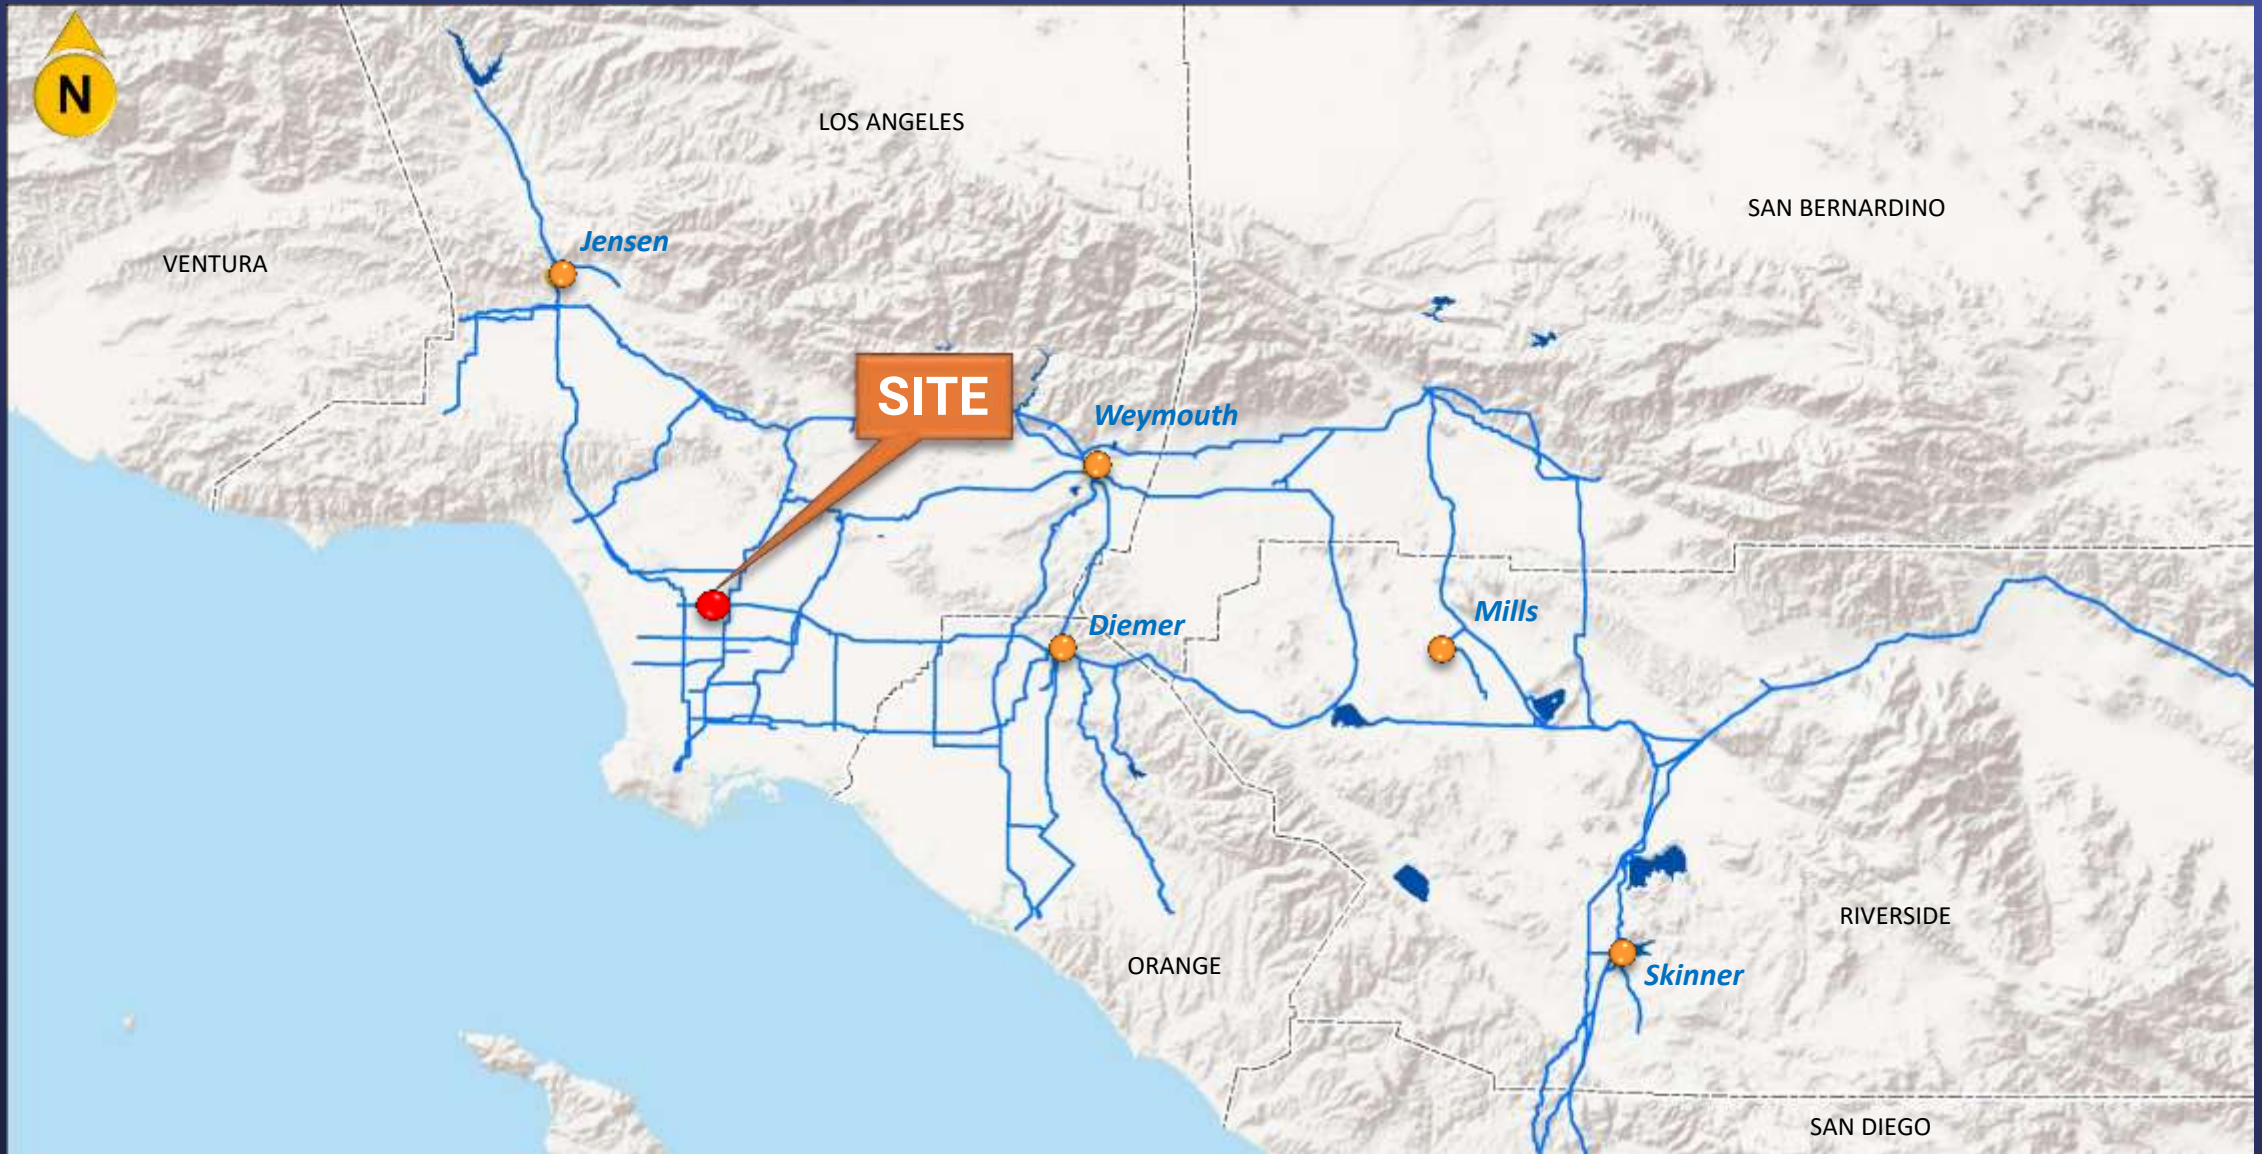 N
LOS ANGELES
SAN BERNARDINO
Jensen
VENTURA
SITE
Weymouth
Mills
Diemer
RIVERSIDE
ORANGE
Skinner
SAN DIEGO